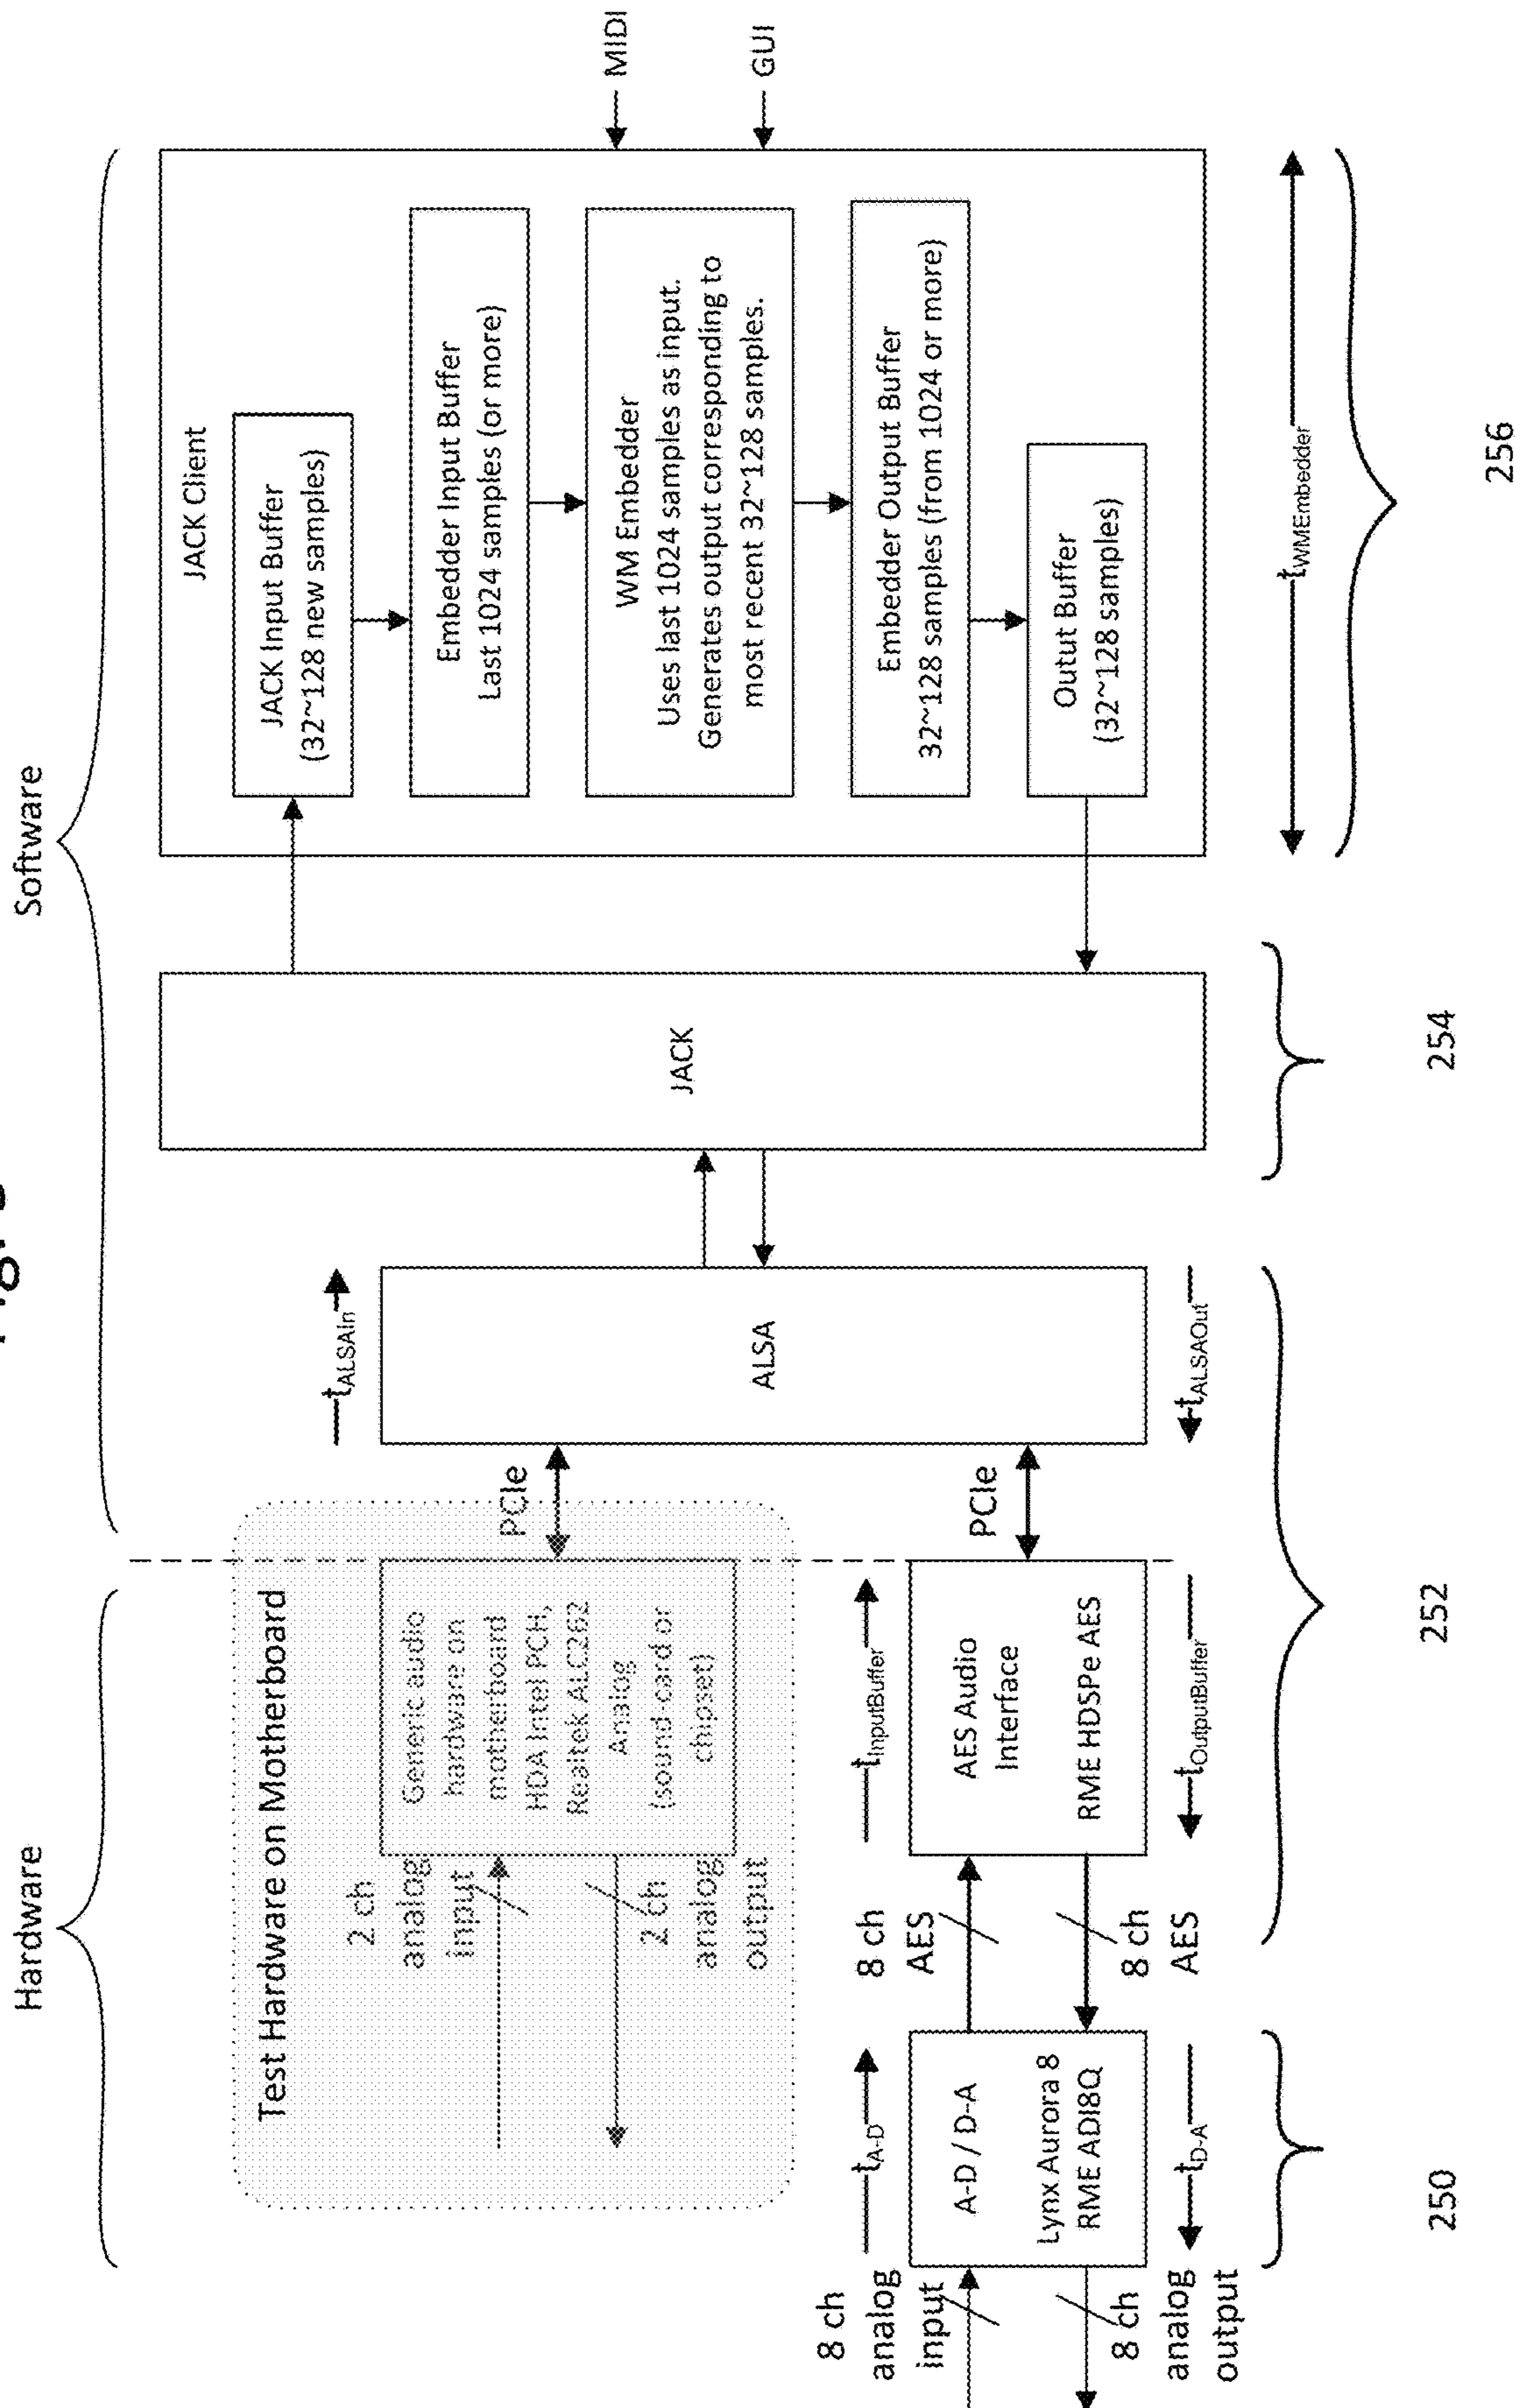 Hardware
Software
Test Hardware on Motherboard
2 ch
analog
input
2 ch
analog
output
Generic audio
hardware on
motherboard
HDA Intel PCH,
Realtek ALC262
Analog
(sound-card or
chipset)
PCIe
8 ch
analog
input
8 ch
analog
output
tA-D
A-D / D-A
Lynx Aurora 8
RME ADI8Q
tD-A
8 ch
AES
8 ch
AES
tInputBuffer
AES Audio
Interface
RME HDSPe AES
tOutputBuffer
PCIe
tALSAIn
ALSA
tALSAOut
JACK
JACK Client
JACK Input Buffer
(32~128 new samples)
Embedder Input Buffer
Last 1024 samples (or more)
WM Embedder
Uses last 1024 samples as input.
Generates output corresponding to
most recent 32~128 samples.
Embedder Output Buffer
32~128 samples (from 1024 or more)
Outut Buffer
(32~128 samples)
MIDI
GUI
tWMEmbedder
250
252
254
256